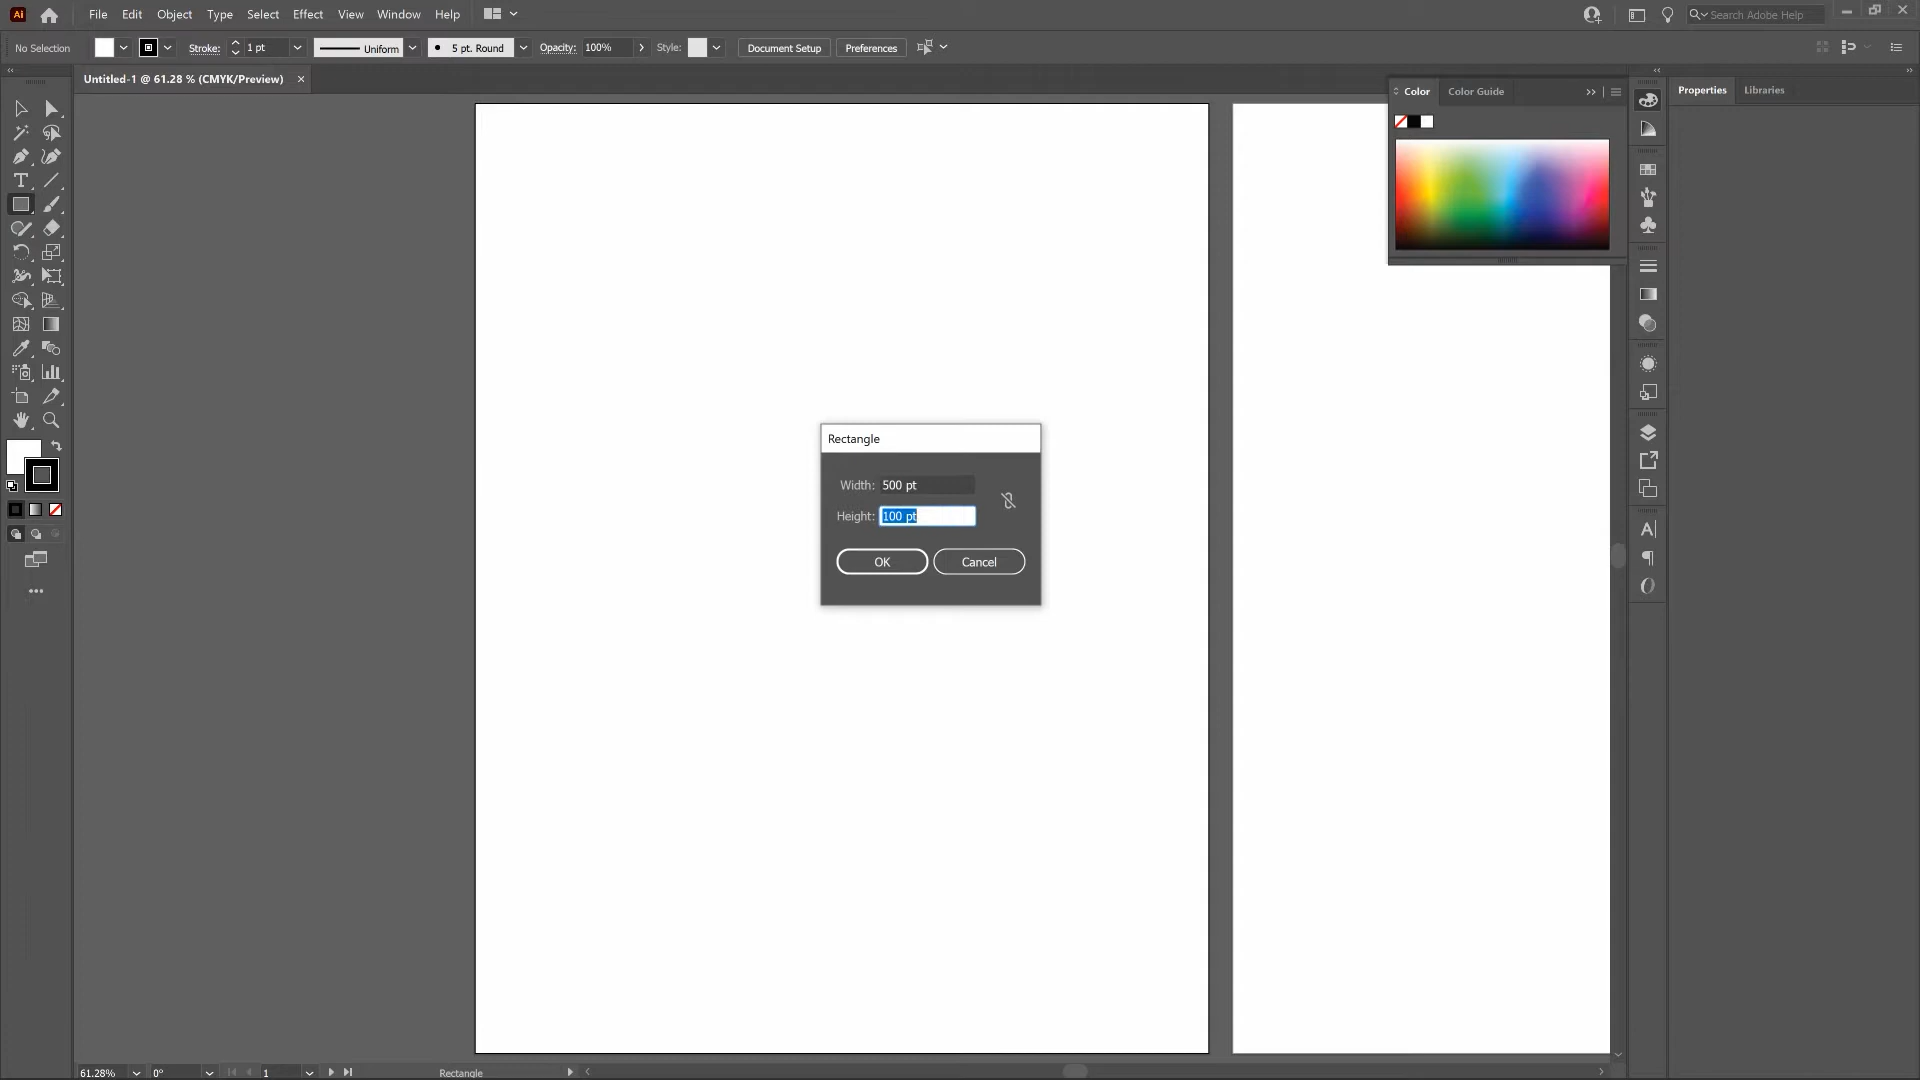 Ai File Edit Object Type Select Effect View Window Help Search Adobe Help
No Selection Stroke: 1 pt Uniform 5 pt. Round Opacity: 100% Style: Document Setup Preferences
Untitled-1 @ 61.28 % (CMYK/Preview) ×
Color Color Guide
Properties Libraries
Rectangle
Width: 500 pt
Height: 100 pt
OK Cancel
61.28% 0° 1 Rectangle